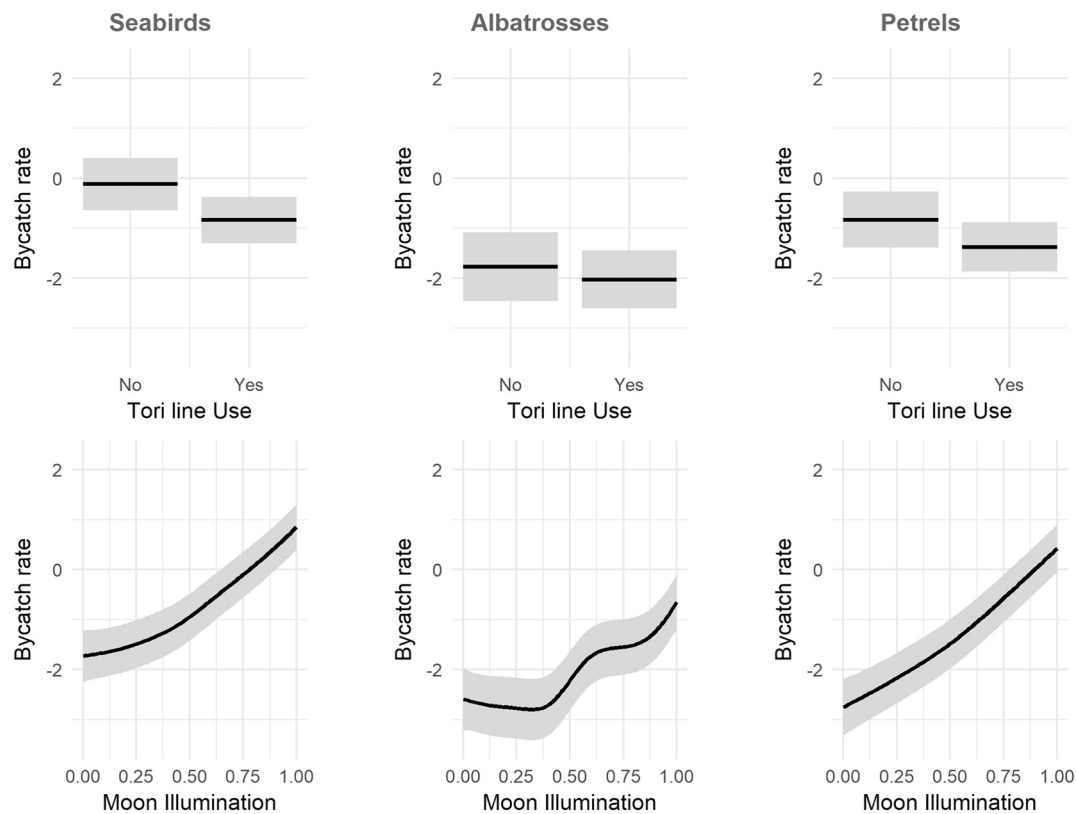 Seabirds
Albatrosses
Petrels
Bycatch rate
2
0
-2
No
Yes
Tori line Use
Bycatch rate
2
0
-2
No
Yes
Tori line Use
Bycatch rate
2
0
-2
No
Yes
Tori line Use
Bycatch rate
2
0
-2
0.00 0.25 0.50 0.75 1.00
Moon Illumination
Bycatch rate
2
0
-2
0.00 0.25 0.50 0.75 1.00
Moon Illumination
Bycatch rate
2
0
-2
0.00 0.25 0.50 0.75 1.00
Moon Illumination